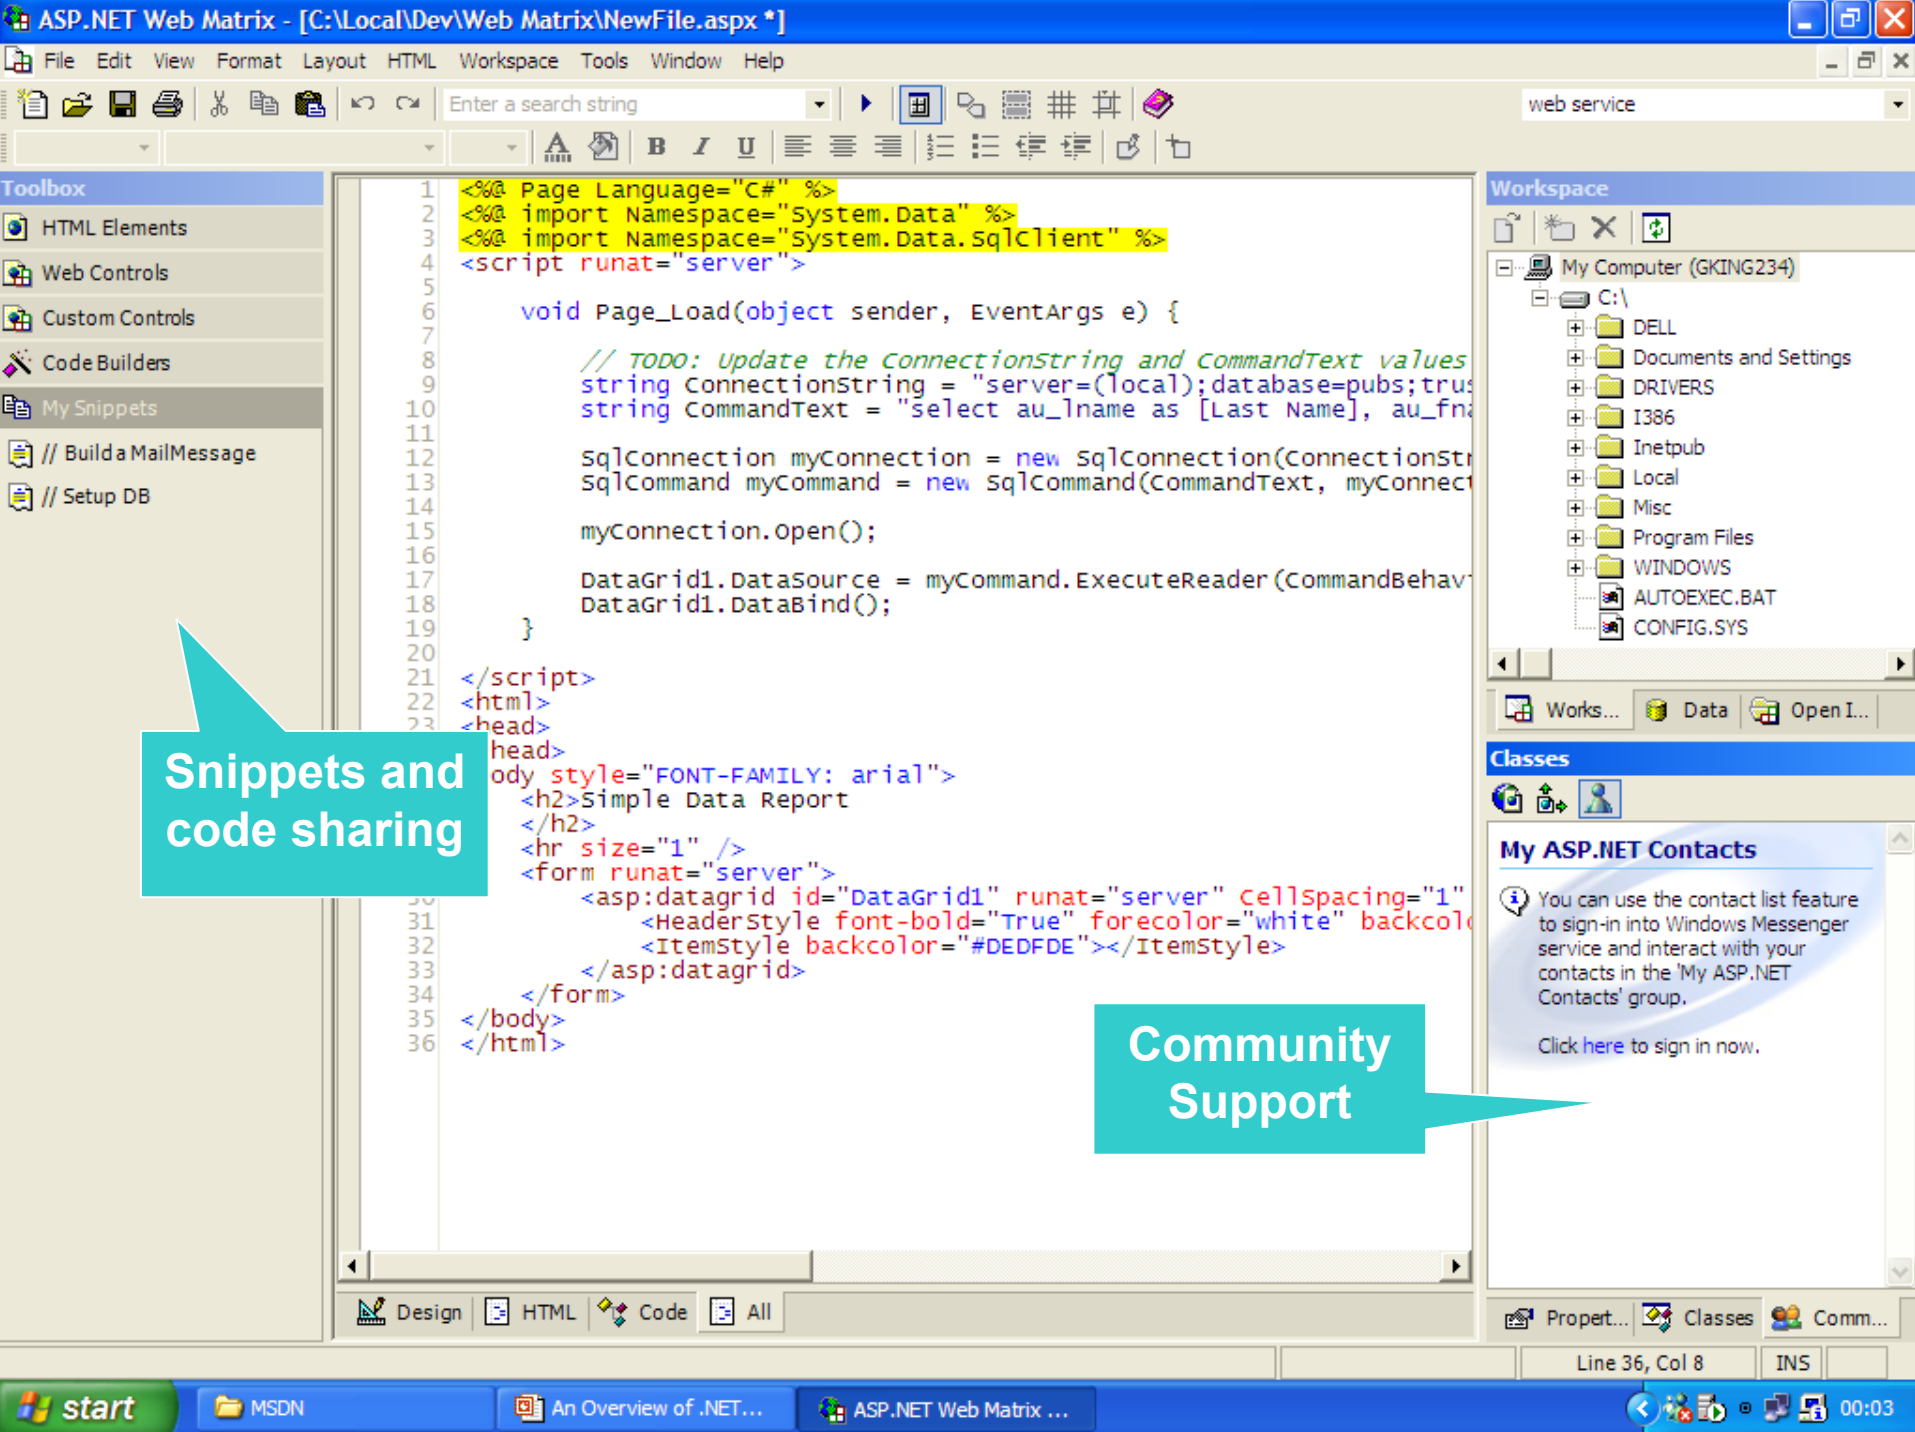 ASP.NET Web Matrix - [C:\Local\Dev\Web Matrix\NewFile.aspx *]
File Edit View Format Layout HTML Workspace Tools Window Help
Enter a search string
web service
B I U
Toolbox
HTML Elements
Web Controls
Custom Controls
Code Builders
My Snippets
// Build a MailMessage
// Setup DB
Snippets and
code sharing
1 <%@ Page Language="C#" %>
2 <%@ import Namespace="System.Data" %>
3 <%@ import Namespace="System.Data.SqlClient" %>
4 <script runat="server">
5
6 void Page_Load(object sender, EventArgs e) {
7
8 // TODO: Update the ConnectionString and CommandText values
9 string ConnectionString = "server=(local);database=pubs;trus
10 string CommandText = "select au_lname as [Last Name], au_fna
11
12 SqlConnection myConnection = new SqlConnection(ConnectionStr
13 SqlCommand myCommand = new SqlCommand(CommandText, myConnect
14
15 myConnection.Open();
16
17 DataGrid1.DataSource = myCommand.ExecuteReader(CommandBehavi
18 DataGrid1.DataBind();
19 }
20
21 </script>
22 <html>
23 <head>
head>
ody style="FONT-FAMILY: arial">
<h2>Simple Data Report
</h2>
<hr size="1" />
<form runat="server">
30 <asp:datagrid id="DataGrid1" runat="server" CellSpacing="1"
31 <HeaderStyle font-bold="True" forecolor="white" backcolo
32 <ItemStyle backcolor="#DEDFDE"></ItemStyle>
33 </asp:datagrid>
34 </form>
35 </body>
36 </html>
Community
Support
Design HTML Code All
Workspace
My Computer (GKING234)
C:\
DELL
Documents and Settings
DRIVERS
I386
Inetpub
Local
Misc
Program Files
WINDOWS
AUTOEXEC.BAT
CONFIG.SYS
Works... Data Open I...
Classes
My ASP.NET Contacts
You can use the contact list feature
to sign-in into Windows Messenger
service and interact with your
contacts in the 'My ASP.NET
Contacts' group.
Click here to sign in now.
Propert... Classes Comm...
Line 36, Col 8 INS
start MSDN An Overview of .NET... ASP.NET Web Matrix ... 00:03